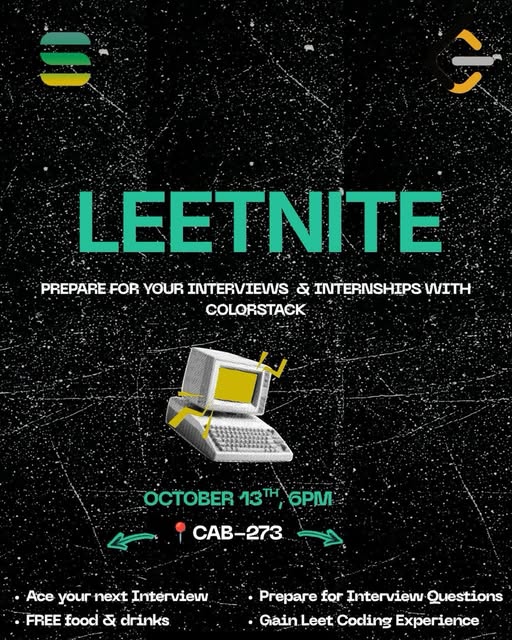 LEETNITE
PREPARE FOR YOUR INTERVIEWS & INTERNSHIPS WITH
COLORSTACK
OCTOBER 13TH, 6PM
📍 CAB-273
• Ace your next Interview
• FREE food & drinks
• Prepare for Interview Questions
• Gain Leet Coding Experience